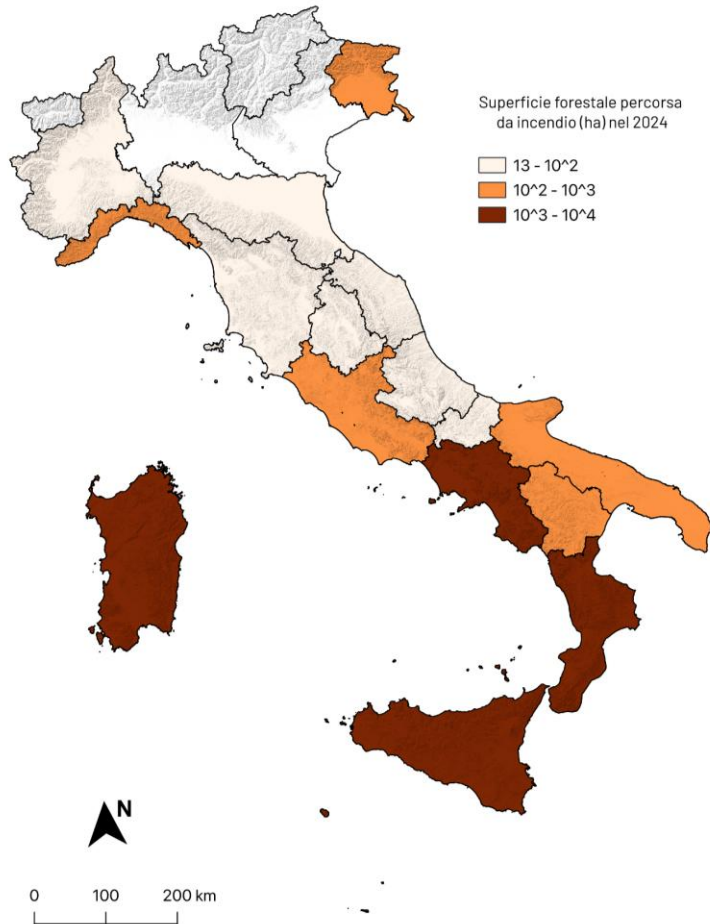 Superficie forestale percorsa
da incendio (ha) nel 2024
13 - 10^2
10^2 - 10^3
10^3 - 10^4
N
0 100 200 km